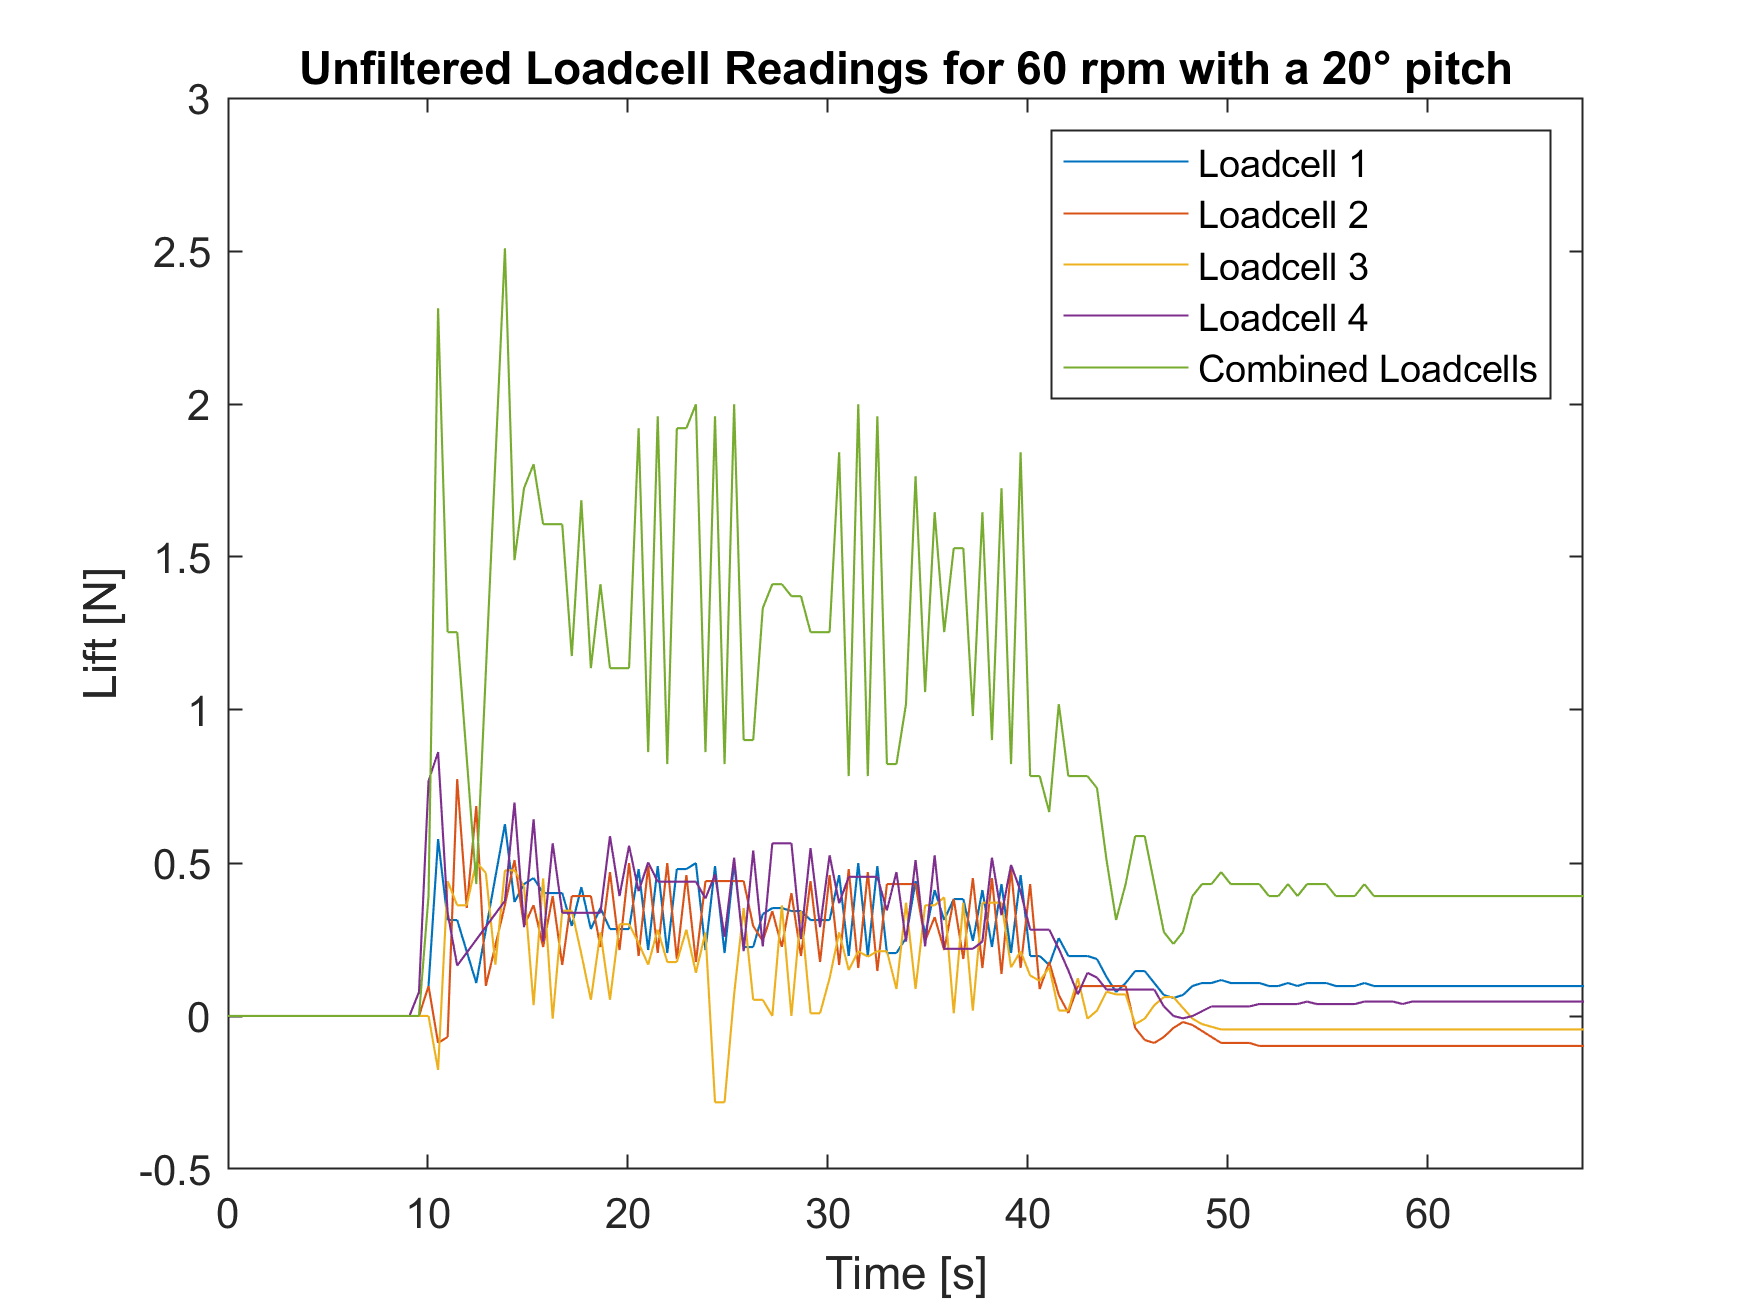 Unfiltered Loadcell Readings for 60 rpm with a 20° pitch
3
2.5
2
1.5
1
0.5
0
-0.5
Lift [N]
Loadcell 1
Loadcell 2
Loadcell 3
Loadcell 4
Combined Loadcells
0 10 20 30 40 50 60
Time [s]